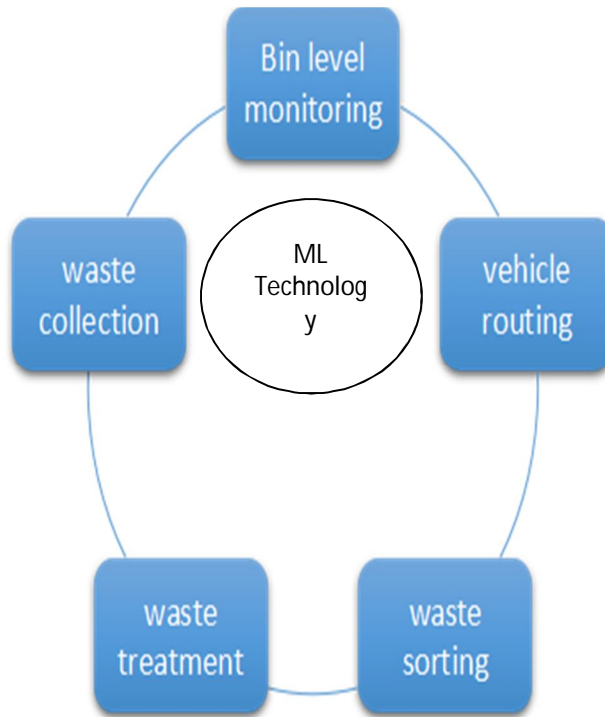 Bin level
monitoring
waste
collection
ML
Technolog
y
vehicle
routing
waste
treatment
waste
sorting